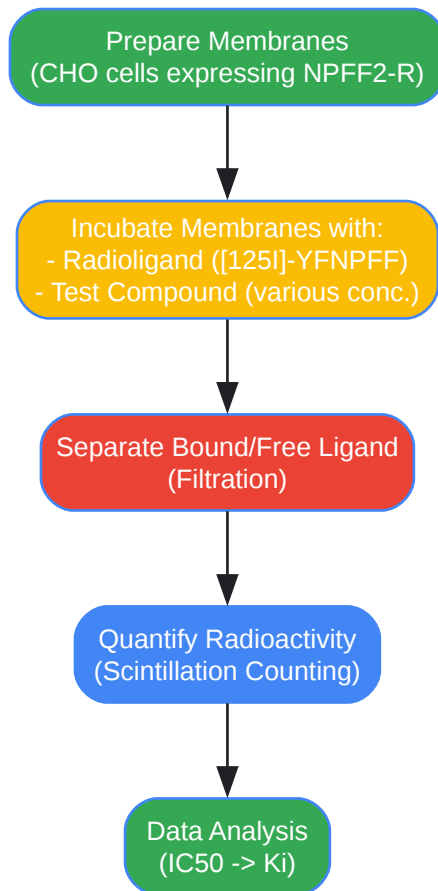 Prepare Membranes
(CHO cells expressing NPFF2-R)
Incubate Membranes with:
- Radioligand ([125I]-YFNPFF)
- Test Compound (various conc.)
Separate Bound/Free Ligand
(Filtration)
Quantify Radioactivity
(Scintillation Counting)
Data Analysis
(IC50 -> Ki)